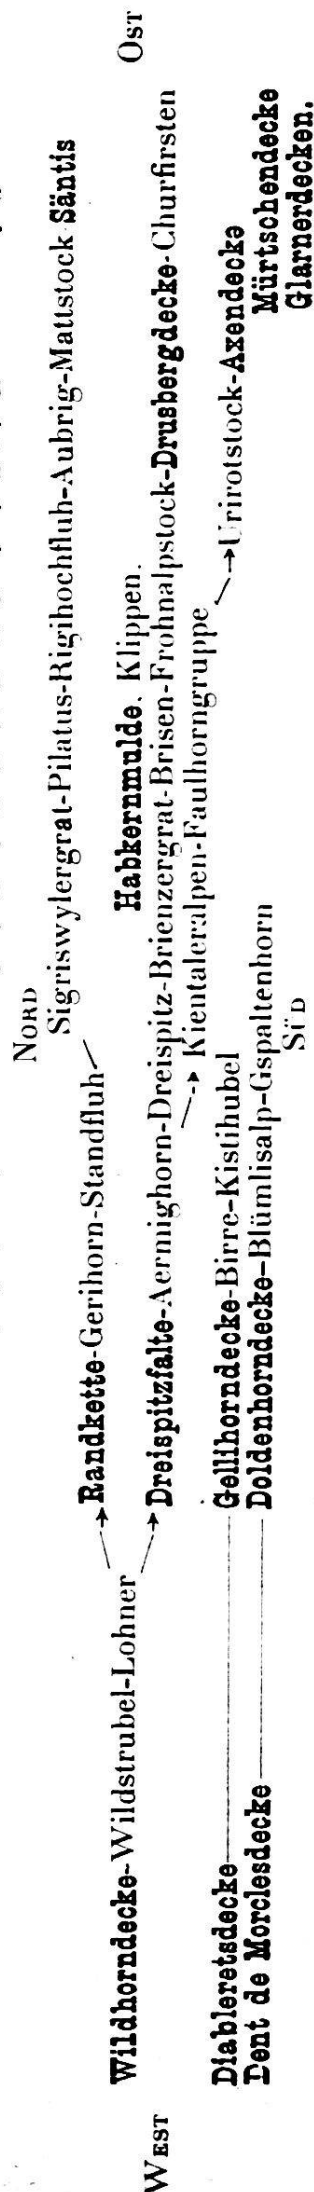 NORD
Sigriswylergrat-Pilatus-Rigihochfluh-Aubrig-Mattstock-Säntis
→Randkette-Gerihorn-Standfluh
WEST
Wildhorndecke-Wildstrubel-Lohner
Habkernmulde. Klippen.
OST
→Dreispitzfalte-Aermighorn-Dreispitz-Brienzergrat-Brisen-Frohnalpstock-Drusbergdecke-Churfirsten
→Kientaleralpen-Faulhorngruppe
→Urirotstock-Axendecke
Diableretsdecke—Gellihorndecke-Birre-Kistihubel
Mürtschendecke
Dent de Morclesdecke—Doldenhorndecke-Blümlisalp-Gspaltenhorn
Glarnerdecken.
SÜD